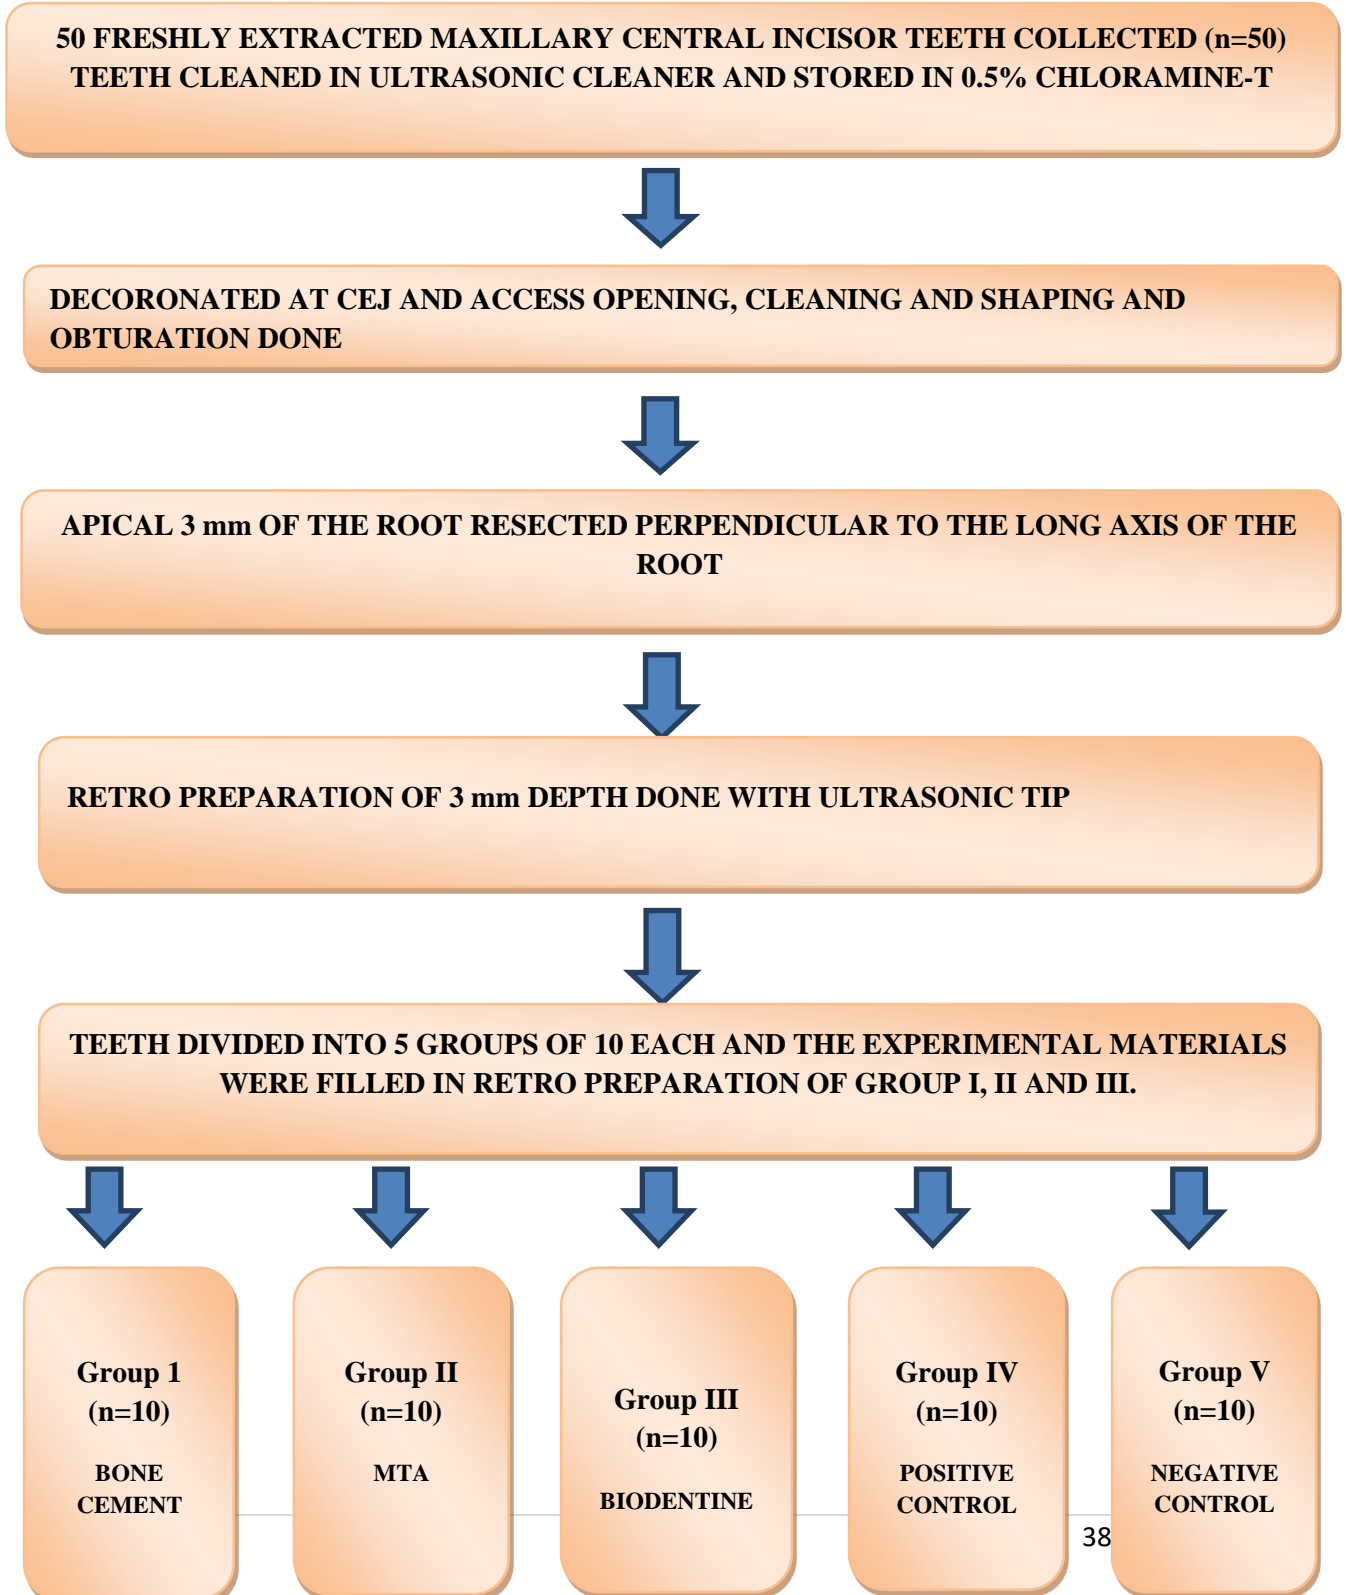 50 FRESHLY EXTRACTED MAXILLARY CENTRAL INCISOR TEETH COLLECTED (n=50)
TEETH CLEANED IN ULTRASONIC CLEANER AND STORED IN 0.5% CHLORAMINE-T
DECORONATED AT CEJ AND ACCESS OPENING, CLEANING AND SHAPING AND
OBTURATION DONE
APICAL 3 mm OF THE ROOT RESECTED PERPENDICULAR TO THE LONG AXIS OF THE
ROOT
RETRO PREPARATION OF 3 mm DEPTH DONE WITH ULTRASONIC TIP
TEETH DIVIDED INTO 5 GROUPS OF 10 EACH AND THE EXPERIMENTAL MATERIALS
WERE FILLED IN RETRO PREPARATION OF GROUP I, II AND III.
Group 1
(n=10)
BONE
CEMENT
Group II
(n=10)
MTA
Group III
(n=10)
BIODENTINE
Group IV
(n=10)
POSITIVE
CONTROL
Group V
(n=10)
NEGATIVE
CONTROL
38